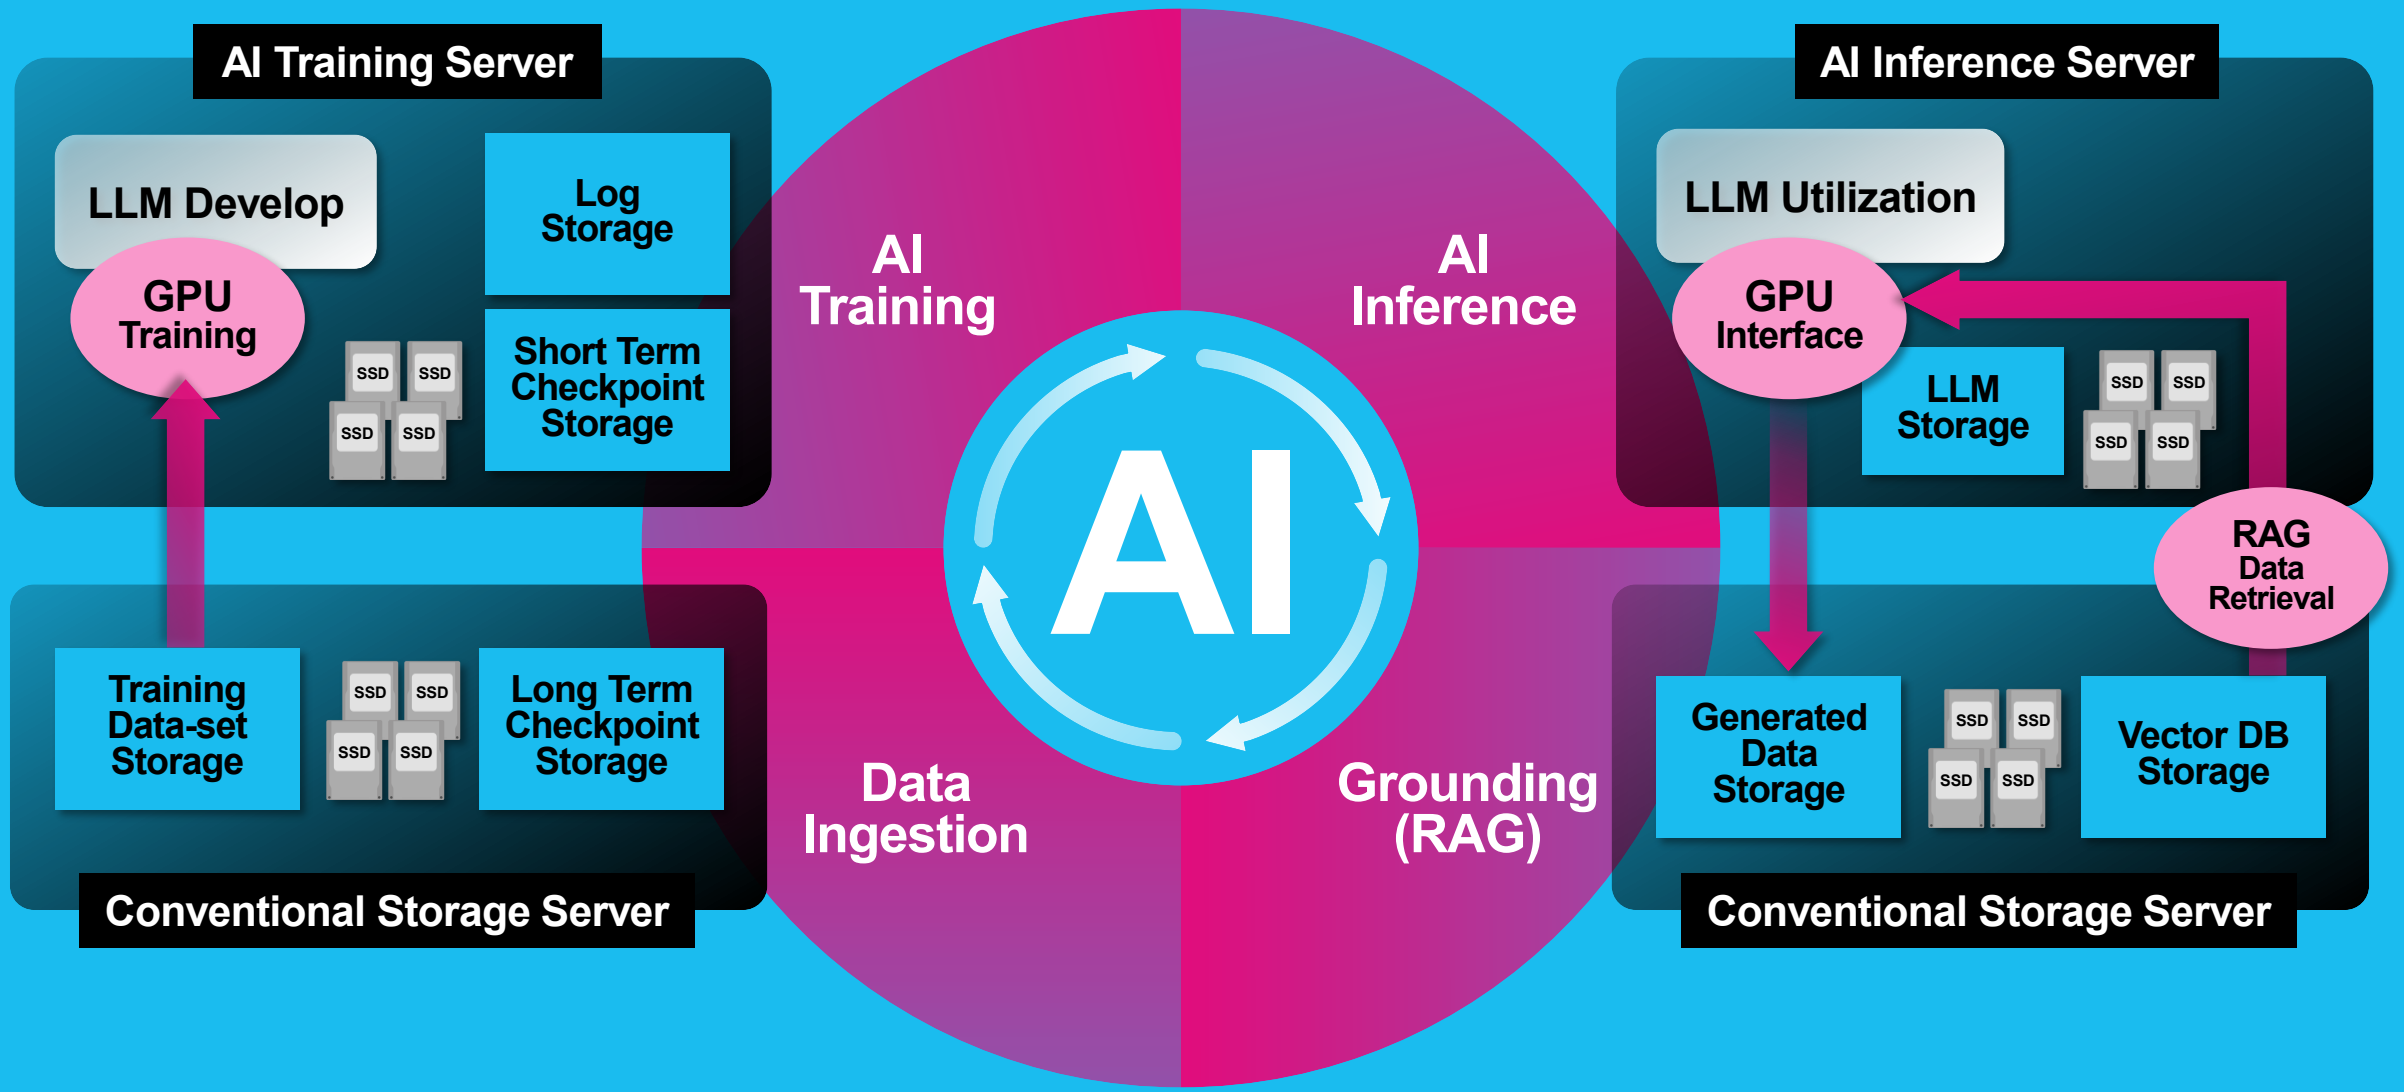 AI Training Server
LLM Develop
GPU
Training
Log
Storage
Short Term
Checkpoint
Storage
SSD
SSD
SSD
SSD
Training
Data-set
Storage
SSD
SSD
SSD
SSD
Long Term
Checkpoint
Storage
Conventional Storage Server
AI
Training
AI
Inference
AI
Data
Ingestion
Grounding
(RAG)
AI Inference Server
LLM Utilization
GPU
Interface
LLM
Storage
SSD
SSD
SSD
SSD
RAG
Data
Retrieval
Generated
Data
Storage
SSD
SSD
SSD
SSD
Vector DB
Storage
Conventional Storage Server